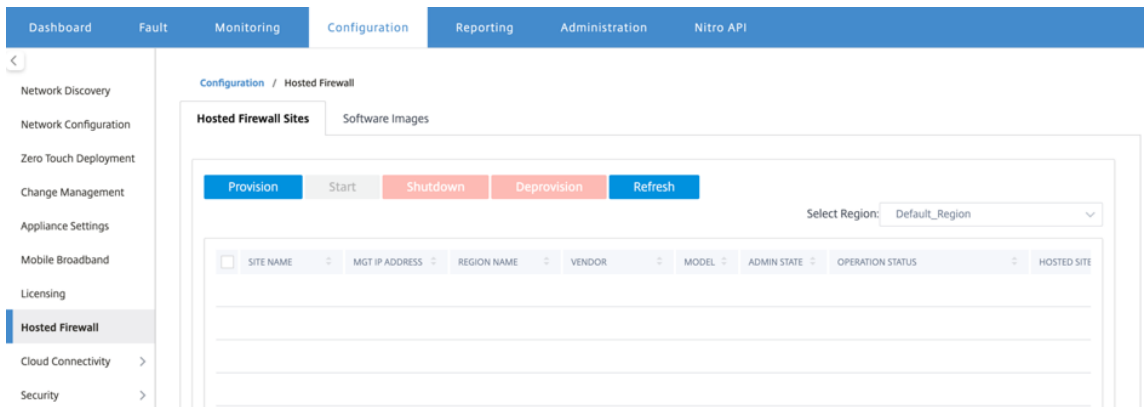 Dashboard Fault Monitoring Configuration Reporting Administration Nitro API
Network Discovery
Network Configuration
Zero Touch Deployment
Change Management
Appliance Settings
Mobile Broadband
Licensing
Hosted Firewall
Cloud Connectivity
Security
Configuration / Hosted Firewall
Hosted Firewall Sites Software Images
Provision Start Shutdown Deprovision Refresh
Select Region: Default_Region
SITE NAME MGT IP ADDRESS REGION NAME VENDOR MODEL ADMIN STATE OPERATION STATUS HOSTED SITE